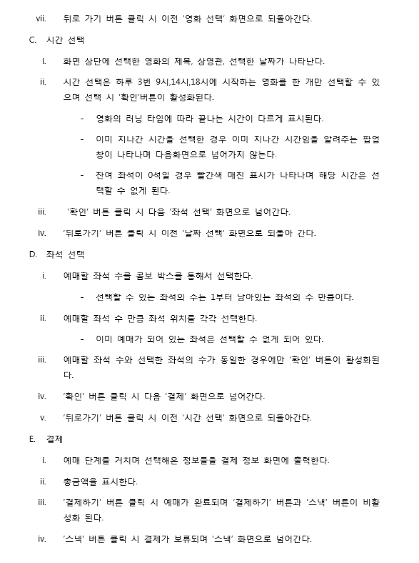 vii. 뒤로 가기 버튼 클릭 시 이전 '영화 선택' 화면으로 되돌아간다.
C. 시간 선택
i. 화면 상단에 선택한 영화의 제목, 상영관, 선택한 날짜가 나타난다.
ii. 시간 선택은 하루 3번 9시,14시,18시에 시작하는 영화를 한 개만 선택할 수 있
으며 선택 시 '확인'버튼이 활성화된다.
- 영화의 러닝 타임에 따라 끝나는 시간이 다르게 표시된다.
- 이미 지나간 시간을 선택한 경우 이미 지나간 시간임을 알려주는 팝업
창이 나타나며 다음화면으로 넘어가지 않는다.
- 잔여 좌석이 0석일 경우 빨간색 매진 표시가 나타나며 해당 시간은 선
택할 수 없게 된다.
iii. '확인' 버튼 클릭 시 다음 '좌석 선택' 화면으로 넘어간다.
iv. '뒤로가기' 버튼 클릭 시 이전 '날짜 선택' 화면으로 되돌아 간다.
D. 좌석 선택
i. 예매할 좌석 수를 콤보 박스를 통해서 선택한다.
- 선택할 수 있는 좌석의 수는 1부터 남아있는 좌석의 수 만큼이다.
ii. 예매할 좌석 수 만큼 좌석 위치를 각각 선택한다.
- 이미 예매가 되어 있는 좌석은 선택할 수 없게 되어 있다.
iii. 예매할 좌석 수와 선택한 좌석의 수가 동일한 경우에만 '확인' 버튼이 활성화된
다.
iv. '확인' 버튼 클릭 시 다음 '결제' 화면으로 넘어간다.
v. '뒤로가기' 버튼 클릭 시 이전 '시간 선택' 화면으로 되돌아간다.
E. 결제
i. 예매 단계를 거치며 선택해온 정보들을 결제 정보 화면에 출력한다.
ii. 총금액을 표시한다.
iii. '결제하기' 버튼 클릭 시 예매가 완료되며 '결제하기' 버튼과 '스낵' 버튼이 비활
성화 된다.
iv. '스낵' 버튼 클릭 시 결제가 보류되며 '스낵' 화면으로 넘어간다.